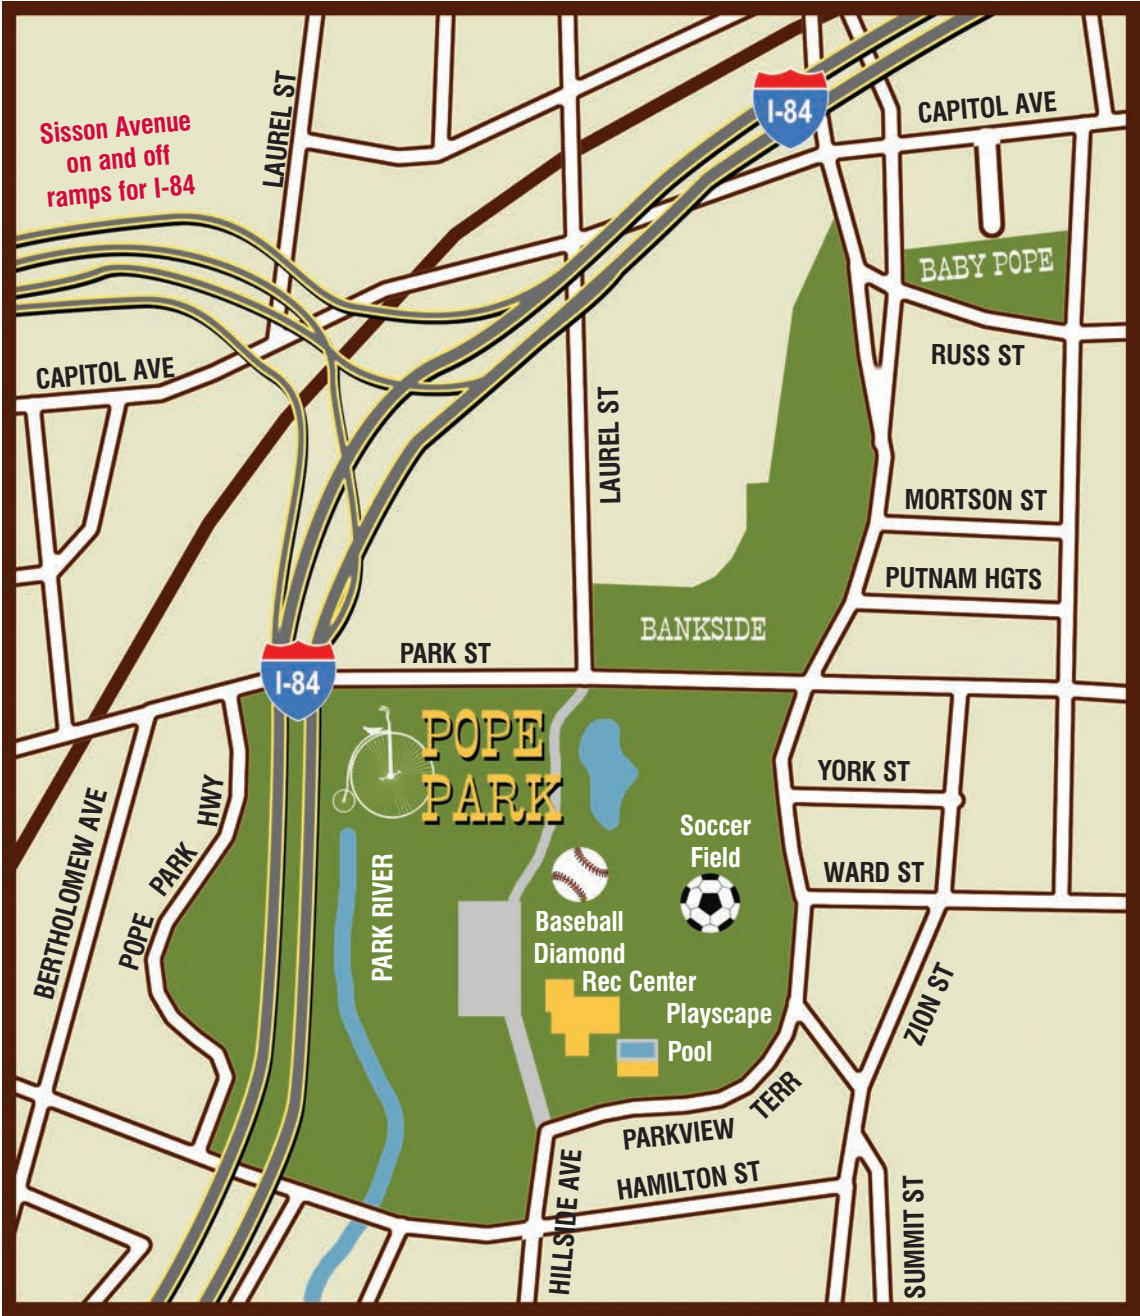 LAUREL ST
I-84
CAPITOL AVE
Sisson Avenue
on and off
ramps for I-84
BABY POPE
RUSS ST
CAPITOL AVE
LAUREL ST
MORTSON ST
PUTNAM HGTS
BANKSIDE
PARK ST
I-84
POPE
PARK
YORK ST
POPE PARK HWY
BERTHOLOMEW AVE
Soccer
Field
WARD ST
PARK RIVER
Baseball
Diamond
Rec Center
Playscape
Pool
ZION ST
PARKVIEW TERR
HAMILTON ST
HILLSIDE AVE
SUMMIT ST